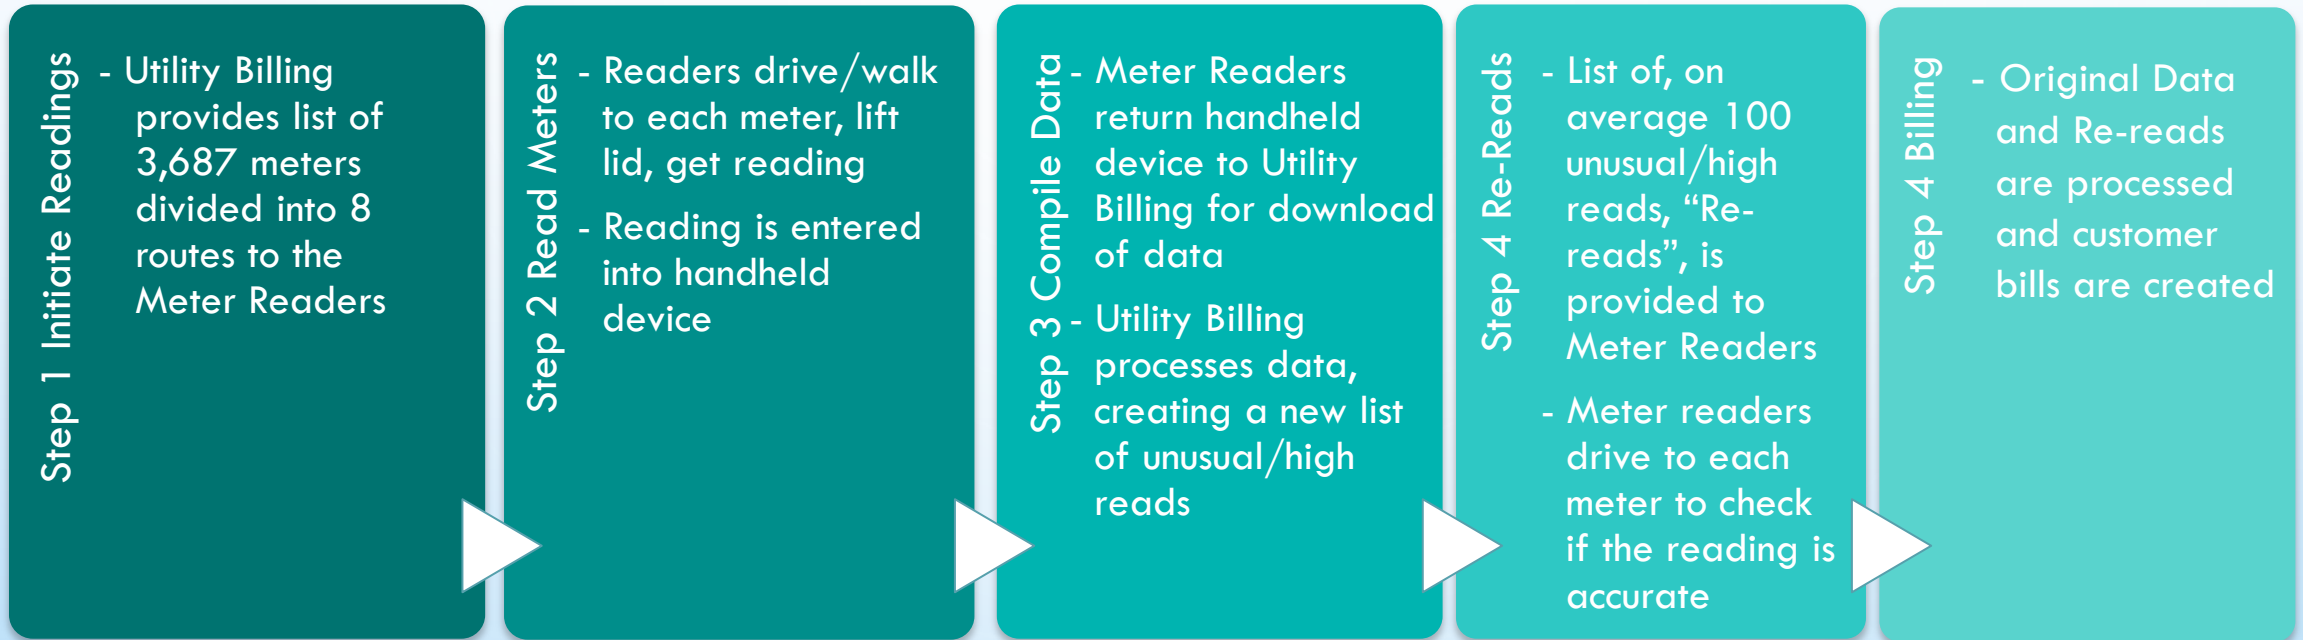 Step 1 Initiate Readings
- Utility Billing
provides list of
3,687 meters
divided into 8
routes to the
Meter Readers
Step 2 Read Meters
- Readers drive/walk
to each meter, lift
lid, get reading
- Reading is entered
into handheld
device
Step 3 Compile Data
- Meter Readers
return handheld
device to Utility
Billing for download
of data
- Utility Billing
processes data,
creating a new list
of unusual/high
reads
Step 4 Re-Reads
- List of, on
average 100
unusual/high
reads, “Re-
reads”, is
provided to
Meter Readers
- Meter readers
drive to each
meter to check
if the reading is
accurate
Step 4 Billing
- Original Data
and Re-reads
are processed
and customer
bills are created